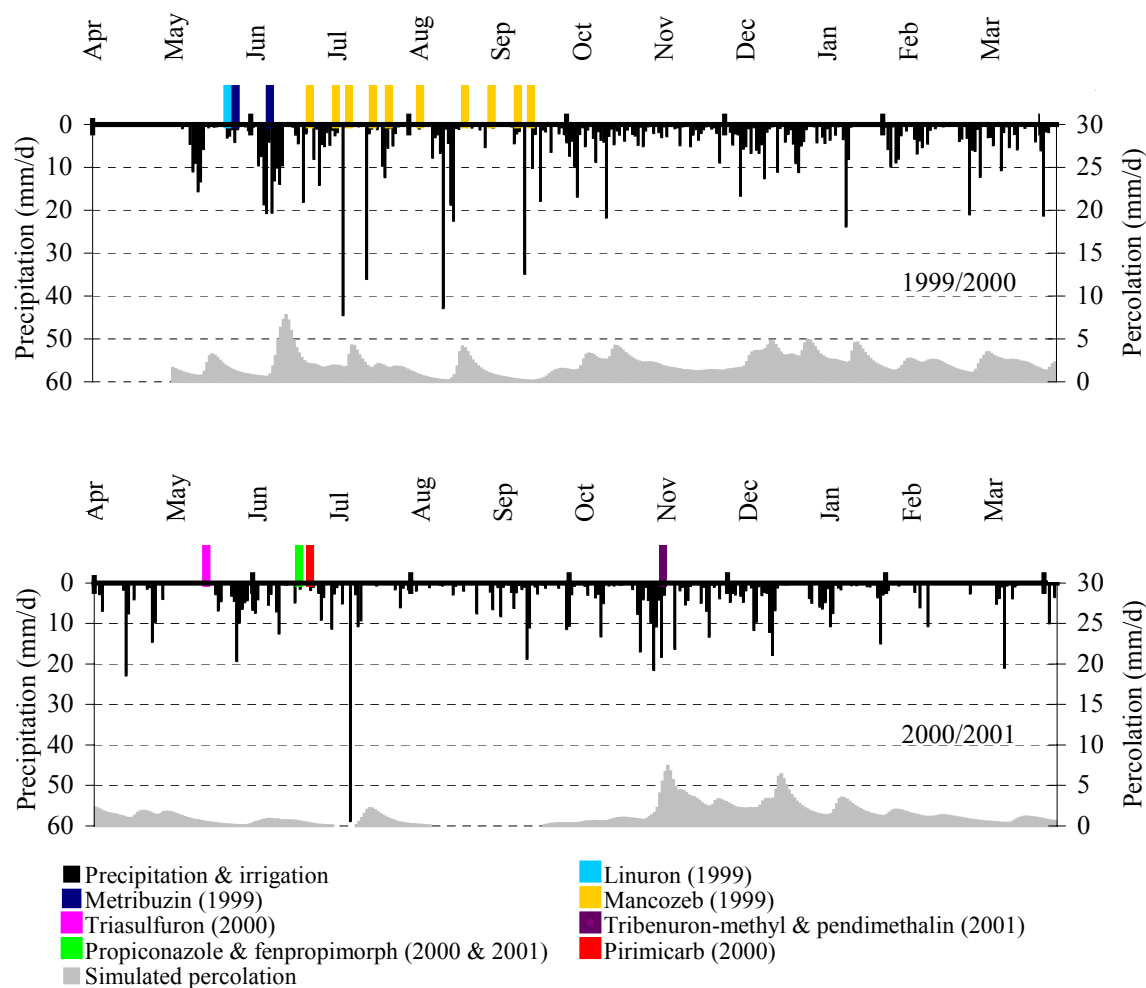 Apr May Jun Jul Aug Sep Oct Nov Dec Jan Feb Mar
0 30
10 25
20 20
30 15
40 10
50 5
60 0
Precipitation (mm/d)
Percolation (mm/d)
1999/2000
Apr May Jun Jul Aug Sep Oct Nov Dec Jan Feb Mar
0 30
10 25
20 20
30 15
40 10
50 5
60 0
Precipitation (mm/d)
Percolation (mm/d)
2000/2001
Precipitation & irrigation
Linuron (1999)
Metribuzin (1999)
Mancozeb (1999)
Triasulfuron (2000)
Tribenuron-methyl & pendimethalin (2001)
Propiconazole & fenpropimorph (2000 & 2001)
Pirimicarb (2000)
Simulated percolation